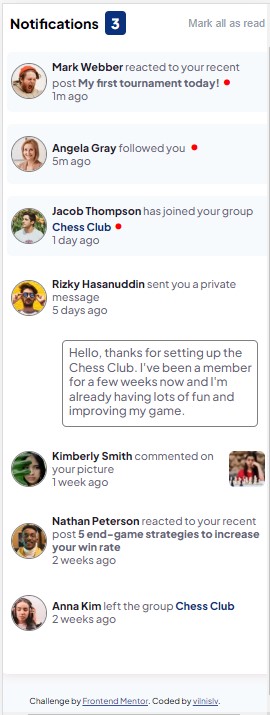 Notifications 3 Mark all as read
Mark Webber reacted to your recent
post My first tournament today!
1m ago
Angela Gray followed you
5m ago
Jacob Thompson has joined your group
Chess Club
1 day ago
Rizky Hasanuddin sent you a private
message
5 days ago
Hello, thanks for setting up the
Chess Club. I've been a member
for a few weeks now and I'm
already having lots of fun and
improving my game.
Kimberly Smith commented on
your picture
1 week ago
Nathan Peterson reacted to your recent
post 5 end-game strategies to increase
your win rate
2 weeks ago
Anna Kim left the group Chess Club
2 weeks ago
Challenge by Frontend Mentor. Coded by vilnislv.